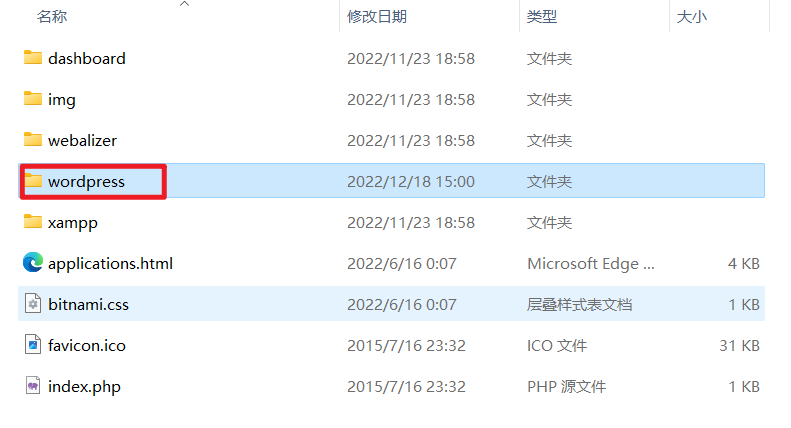 名称 修改日期 类型 大小
dashboard 2022/11/23 18:58 文件夹
img 2022/11/23 18:58 文件夹
webalizer 2022/11/23 18:58 文件夹
wordpress 2022/12/18 15:00 文件夹
xampp 2022/11/23 18:58 文件夹
applications.html 2022/6/16 0:07 Microsoft Edge ... 4 KB
bitnami.css 2022/6/16 0:07 层叠样式表文档 1 KB
favicon.ico 2015/7/16 23:32 ICO 文件 31 KB
index.php 2015/7/16 23:32 PHP 源文件 1 KB